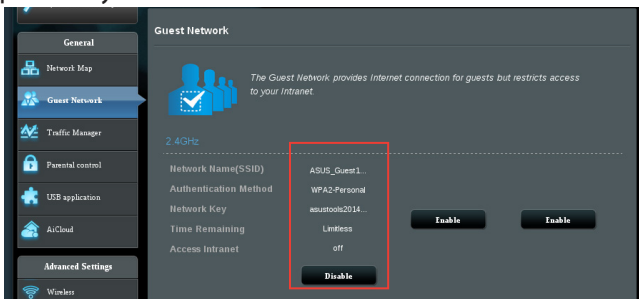 General
Network Map
Guest Network
Traffic Manager
Parental control
USB application
AiCloud
Advanced Settings
Wireless
Guest Network
The Guest Network provides Internet connection for guests but restricts access
to your Intranet.
2.4GHz
Network Name(SSID) ASUS_Guest1...
Authentication Method WPA2-Personal
Network Key asustools2014...
Time Remaining Limitless
Access Intranet off
Enable Enable
Disable